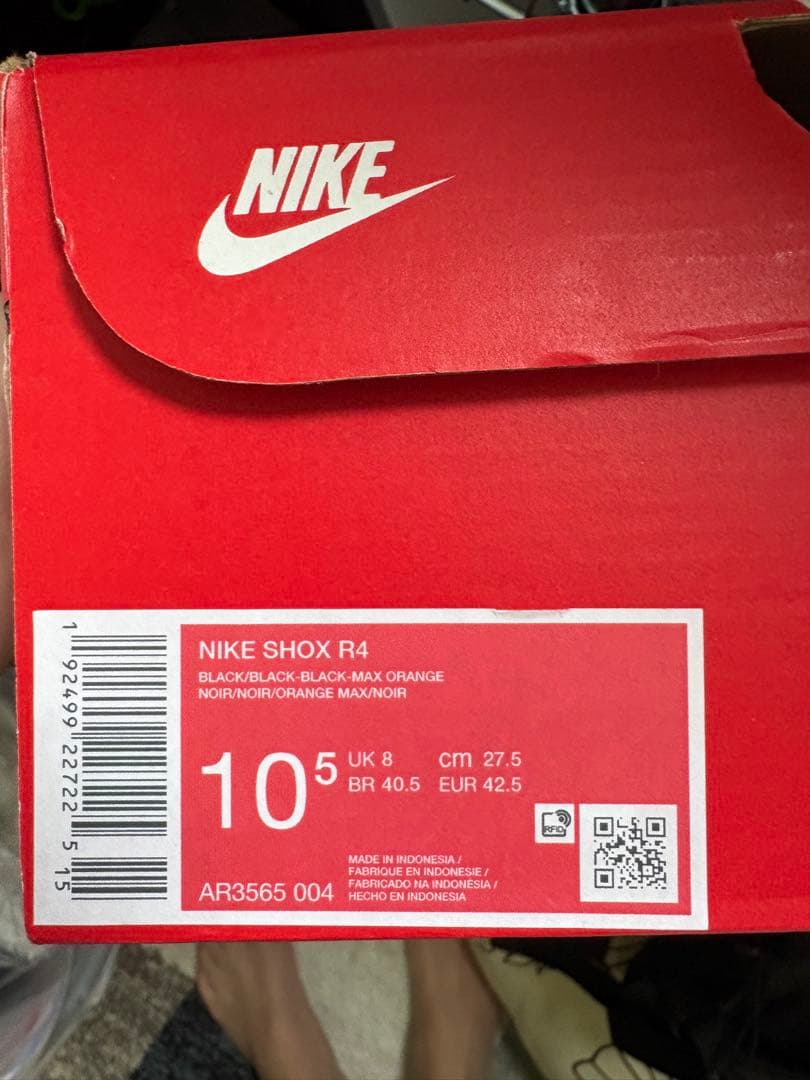 NIKE
NIKE SHOX R4
BLACK/BLACK-BLACK-MAX ORANGE
NOIR/NOIR/ORANGE MAX/NOIR
10⁵
UK 8 cm 27.5
BR 40.5 EUR 42.5
RFID
MADE IN INDONESIA /
FABRIQUE EN INDONESIE /
FABRICADO NA INDONÉSIA /
HECHO EN INDONESIA
AR3565 004
1 92499 22722 5 15